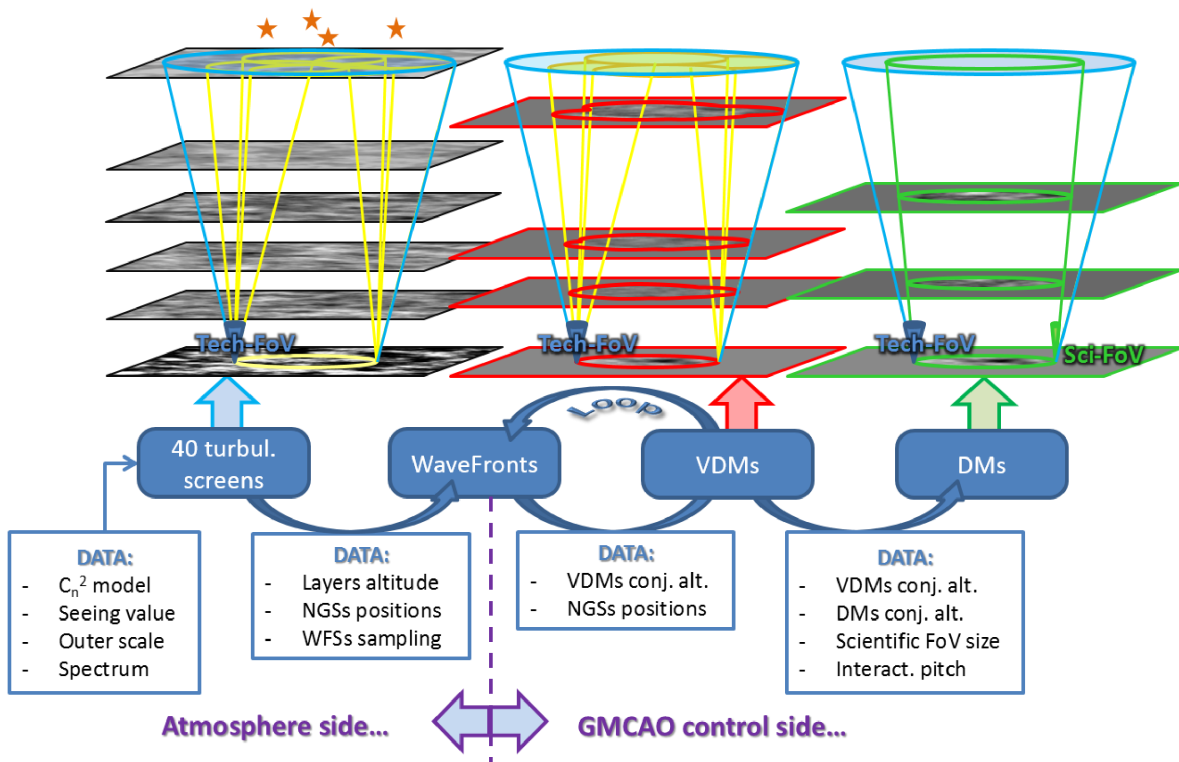 Tech-FoV
Tech-FoV
Tech-FoV
Sci-FoV
Loop
40 turbul.
screens
WaveFronts
VDMs
DMs
DATA:
- Cn² model
- Seeing value
- Outer scale
- Spectrum
DATA:
- Layers altitude
- NGSs positions
- WFSs sampling
DATA:
- VDMs conj. alt.
- NGSs positions
DATA:
- VDMs conj. alt.
- DMs conj. alt.
- Scientific FoV size
- Interact. pitch
Atmosphere side...
GMCAO control side...